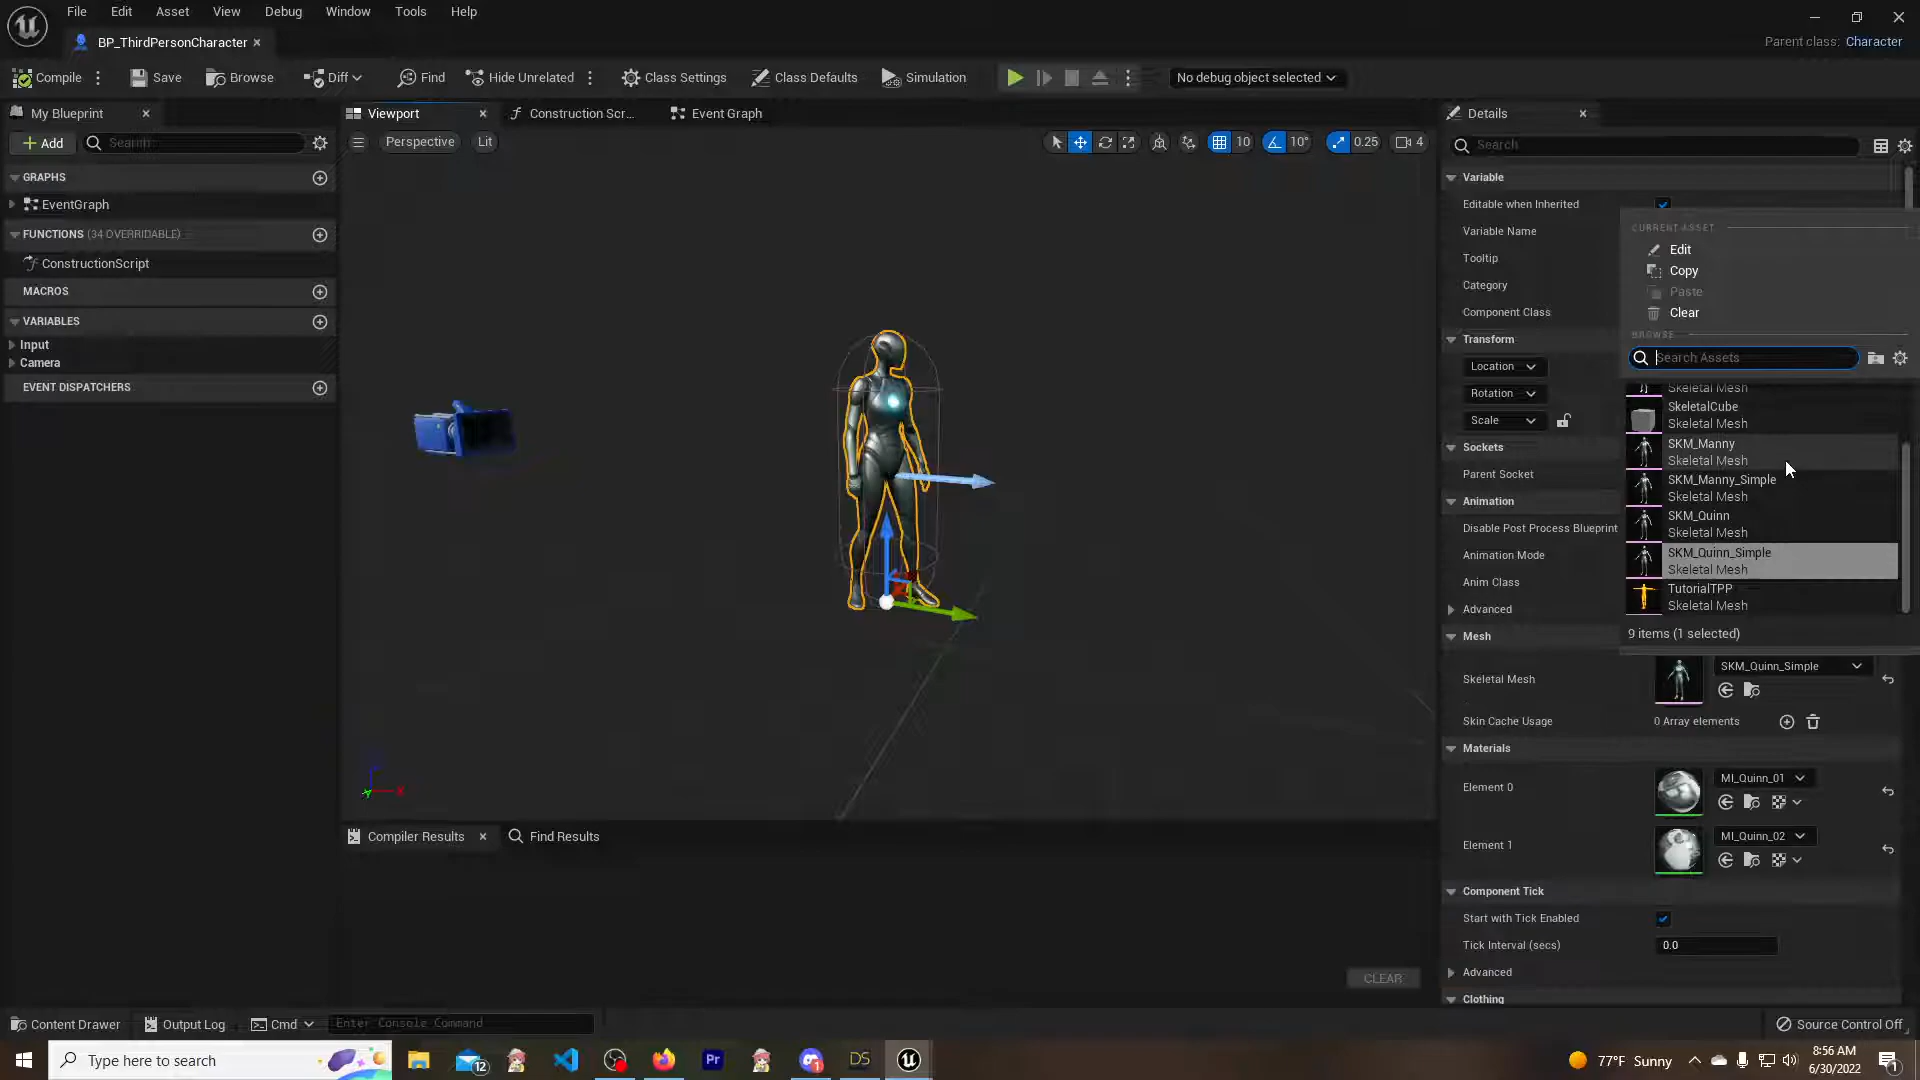 File Edit Asset View Debug Window Tools Help
BP_ThirdPersonCharacter
Parent class: Character
Compile Save Browse Diff Find Hide Unrelated Class Settings Class Defaults Simulation No debug object selected
My Blueprint
Viewport Construction Scr... Event Graph
Details
Add Search
Perspective Lit
10 10° 0.25 4
Search
GRAPHS
EventGraph
FUNCTIONS (34 OVERRIDABLE)
ConstructionScript
MACROS
VARIABLES
Input
Camera
EVENT DISPATCHERS
Variable
Editable when Inherited
Variable Name
Tooltip
Category
Component Class
Transform
Location
Rotation
Scale
Sockets
Parent Socket
Animation
Disable Post Process Blueprint
Animation Mode
Anim Class
Advanced
Mesh
CURRENT ASSET
Edit
Copy
Paste
Clear
BROWSE
Search Assets
Skeletal Mesh
SkeletalCube
Skeletal Mesh
SKM_Manny
Skeletal Mesh
SKM_Manny_Simple
Skeletal Mesh
SKM_Quinn
Skeletal Mesh
SKM_Quinn_Simple
Skeletal Mesh
TutorialTPP
Skeletal Mesh
9 items (1 selected)
Skeletal Mesh SKM_Quinn_Simple
Skin Cache Usage 0 Array elements
Materials
Element 0 MI_Quinn_01
Element 1 MI_Quinn_02
Component Tick
Start with Tick Enabled
Tick Interval (secs) 0.0
Advanced
Clothing
X
Compiler Results Find Results
CLEAR
Content Drawer Output Log Cmd Enter Console Command
Source Control Off
Type here to search
12
Pr
1
DS
77°F Sunny
8:56 AM
6/30/2022
1